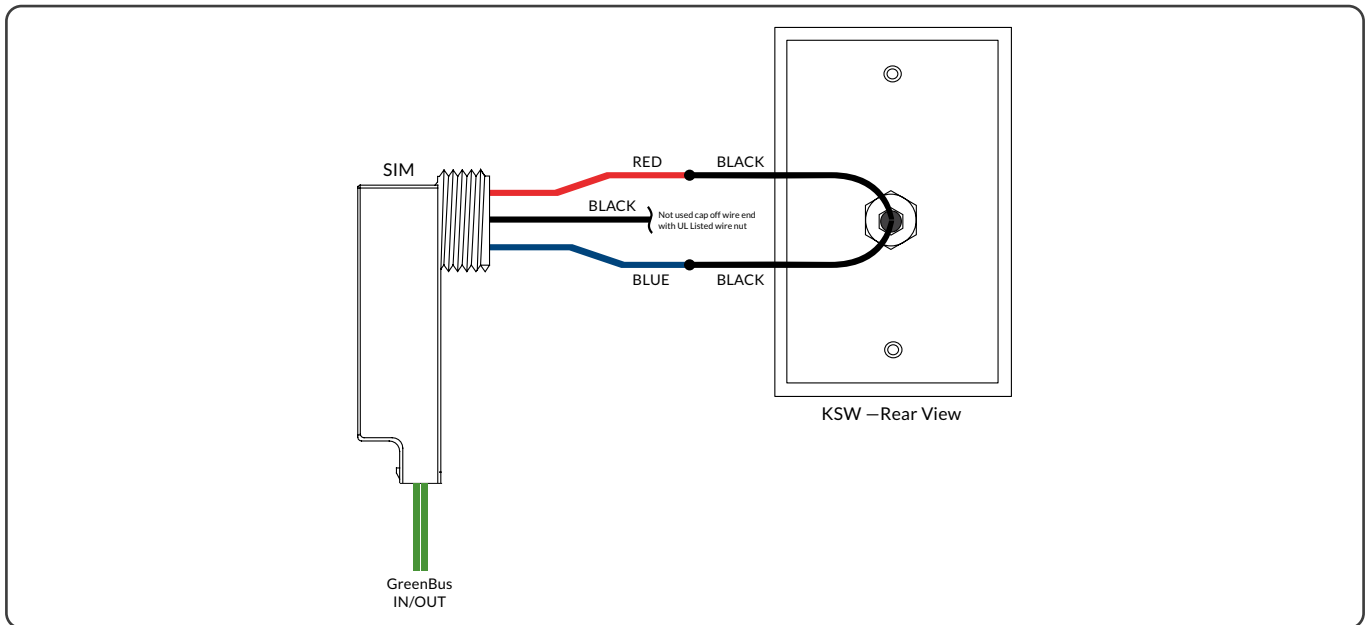 SIM
RED
BLACK
BLACK
Not used cap off wire end
with UL Listed wire nut
BLUE
BLACK
KSW —Rear View
GreenBus
IN/OUT